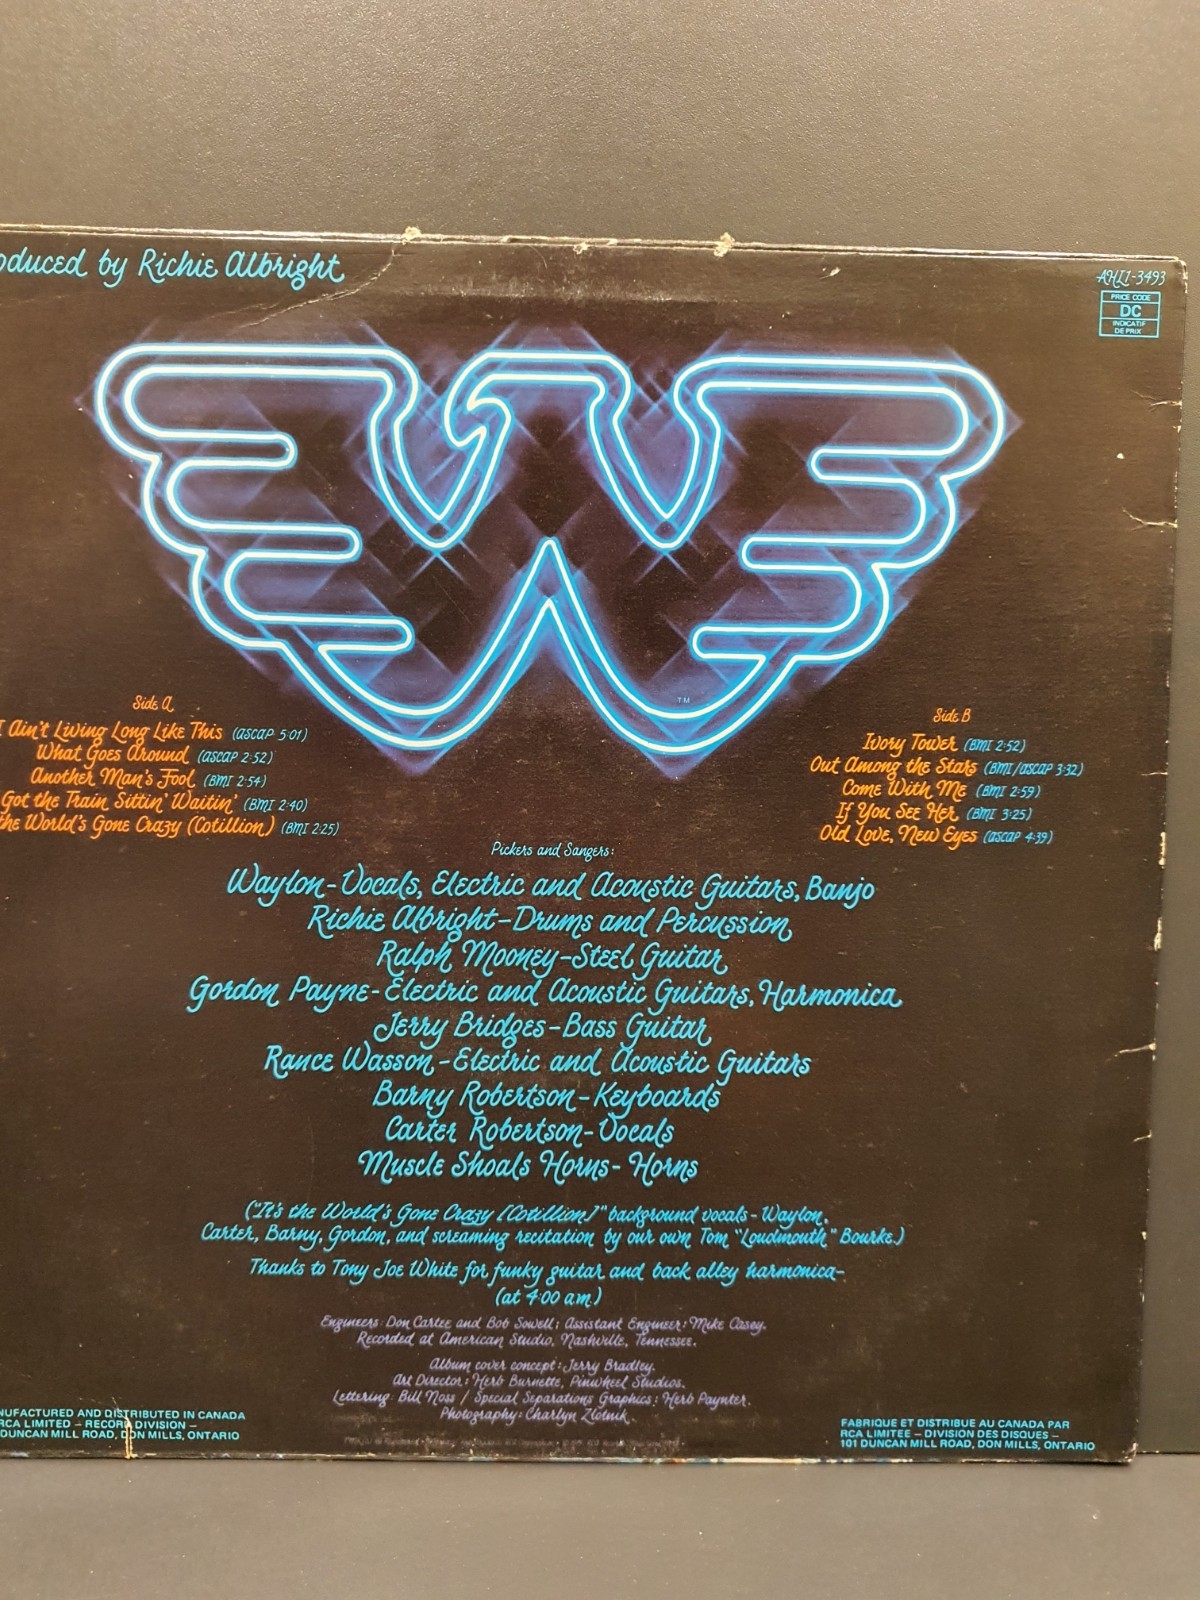 oduced by Richie Albright
AHL1-3493
PRICE CODE
DC
INDICATIF
DE PRIX
TM
Side A
I Ain't Living Long Like This (ASCAP 5:01)
What Goes Around (ASCAP 2:52)
Another Man's Fool (BMI 2:54)
Got the Train Sittin' Waitin' (BMI 2:40)
the World's Gone Crazy (Cotillion) (BMI 2:25)
Side B
Ivory Tower (BMI 2:52)
Out Among the Stars (BMI/ASCAP 3:32)
Come With Me (BMI 2:59)
If You See Her (BMI 3:25)
Old Love, New Eyes (ASCAP 4:39)
Pickers and Sangers:
Waylon-Vocals, Electric and Acoustic Guitars, Banjo
Richie Albright-Drums and Percussion
Ralph Mooney-Steel Guitar
Gordon Payne-Electric and Acoustic Guitars, Harmonica
Jerry Bridges-Bass Guitar
Rance Wasson-Electric and Acoustic Guitars
Barny Robertson-Keyboards
Carter Robertson-Vocals
Muscle Shoals Horns-Horns
("It's the World's Gone Crazy [Cotillion]" background vocals-Waylon,
Carter, Barny, Gordon, and screaming recitation by our own Tom "Loudmouth" Bourke)
Thanks to Tony Joe White for funky guitar and back alley harmonica-
(at 4:00 am)
Engineers: Don Cartee and Bob Sowell; Assistant Engineer: Mike Casey.
Recorded at American Studio, Nashville, Tennessee.
Album cover concept: Jerry Bradley.
Art Director: Herb Burnette, Pinwheel Studios.
Lettering: Bill Noss / Special Separations Graphics: Herb Paynter.
Photography: Charlyn Zlotnik
NUFACTURED AND DISTRIBUTED IN CANADA
RCA LIMITED – RECORD DIVISION –
DUNCAN MILL ROAD, DON MILLS, ONTARIO
FABRIQUE ET DISTRIBUE AU CANADA PAR
RCA LIMITEE – DIVISION DES DISQUES –
101 DUNCAN MILL ROAD, DON MILLS, ONTARIO